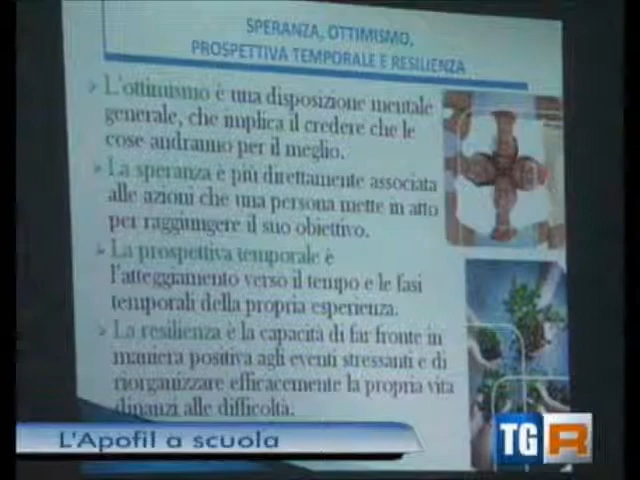 SPERANZA, OTTIMISMO,
PROSPETTIVA TEMPORALE E RESILIENZA
L'ottimismo è una disposizione mentale
generale, che implica il credere che le
cose andranno per il meglio.
La speranza è più direttamente associata
alle azioni che una persona mette in atto
per raggiungere il suo obiettivo.
La prospettiva temporale è
l'atteggiamento verso il tempo e le fasi
temporali della propria esperienza.
La resilienza è la capacità di far fronte in
maniera positiva agli eventi stressanti e di
riorganizzare efficacemente la propria vita
dinanzi alle difficoltà.
L'Apofil a scuola
TGR